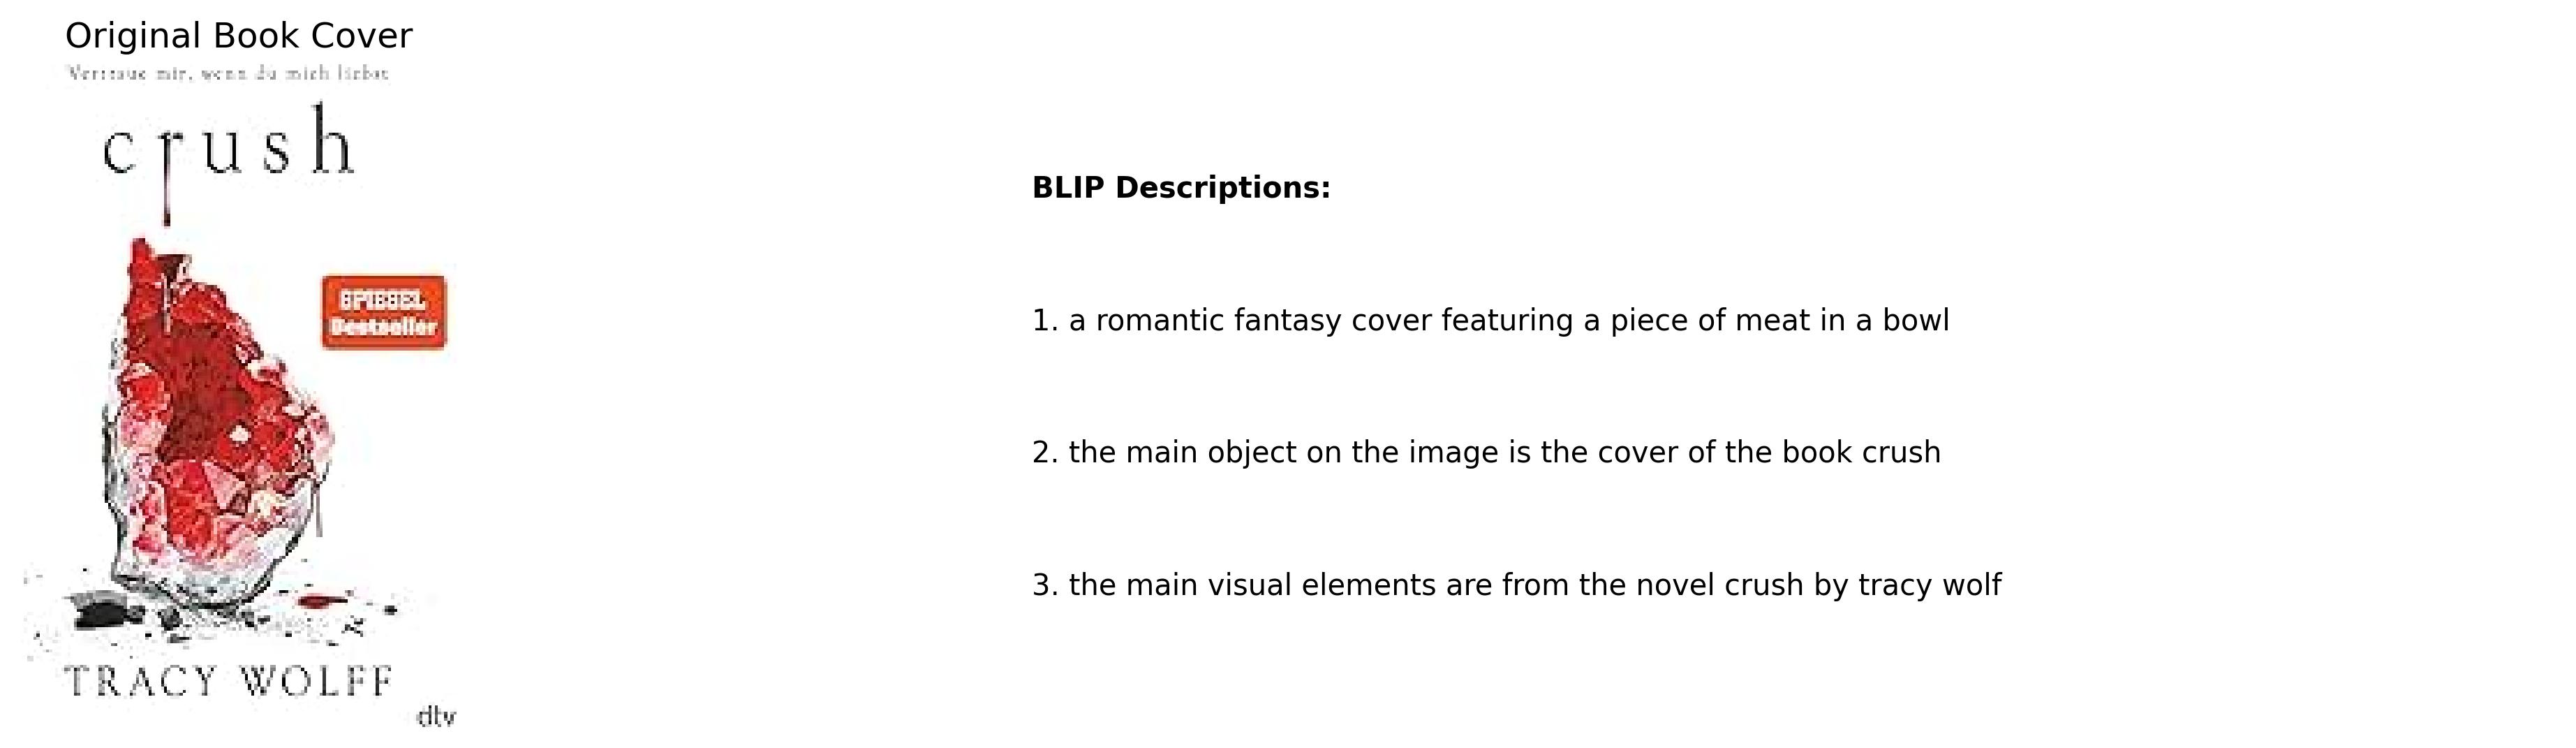 Original Book Cover
Vertraue mir, wenn du mich liebst
crush
SPIEGEL
Bestseller
TRACY WOLFF
dtv
BLIP Descriptions:
1. a romantic fantasy cover featuring a piece of meat in a bowl
2. the main object on the image is the cover of the book crush
3. the main visual elements are from the novel crush by tracy wolf